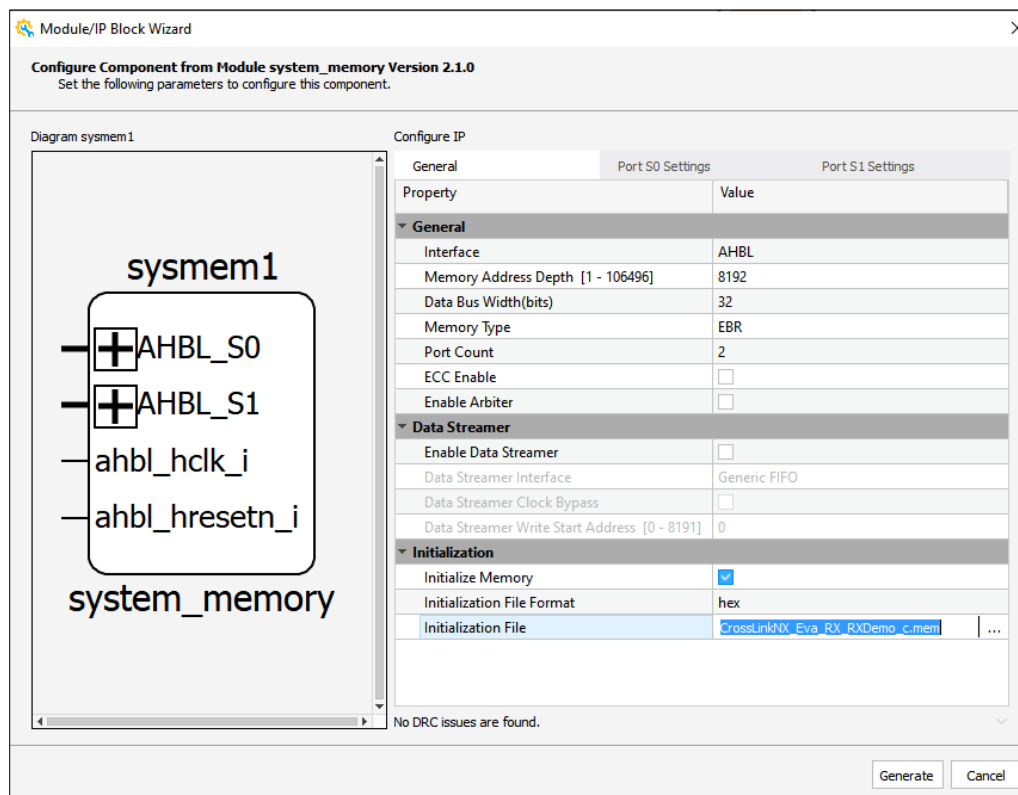 Module/IP Block Wizard
Configure Component from Module system_memory Version 2.1.0
Set the following parameters to configure this component.
Diagram sysmem1
Configure IP
General Port S0 Settings Port S1 Settings
Property Value
General
Interface AHBL
Memory Address Depth [1 - 106496] 8192
Data Bus Width(bits) 32
Memory Type EBR
Port Count 2
ECC Enable
Enable Arbiter
Data Streamer
Enable Data Streamer
Data Streamer Interface Generic FIFO
Data Streamer Clock Bypass
Data Streamer Write Start Address [0 - 8191] 0
Initialization
Initialize Memory
Initialization File Format hex
Initialization File CrossLinkNX_Eva_RX_RXDemo_c.mem ...
sysmem1
AHBL_S0
AHBL_S1
ahbl_hclk_i
ahbl_hresetn_i
system_memory
No DRC issues are found.
Generate Cancel